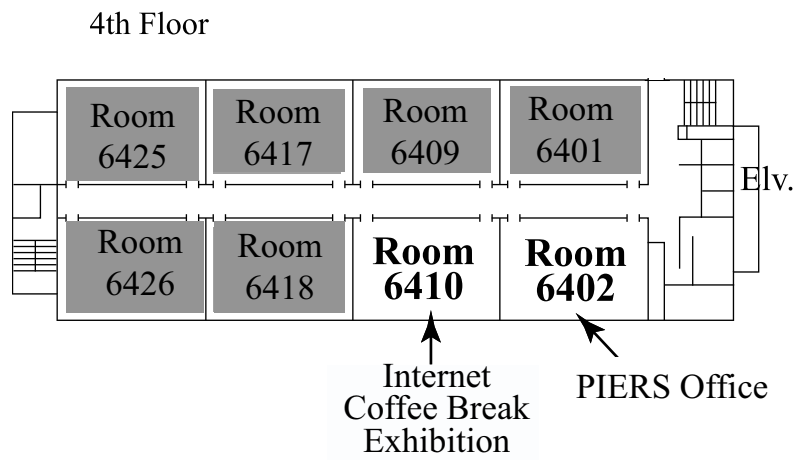 4th Floor
Room
6425
Room
6417
Room
6409
Room
6401
Elv.
Room
6426
Room
6418
Room
6410
Room
6402
Internet
Coffee Break
Exhibition
PIERS Office